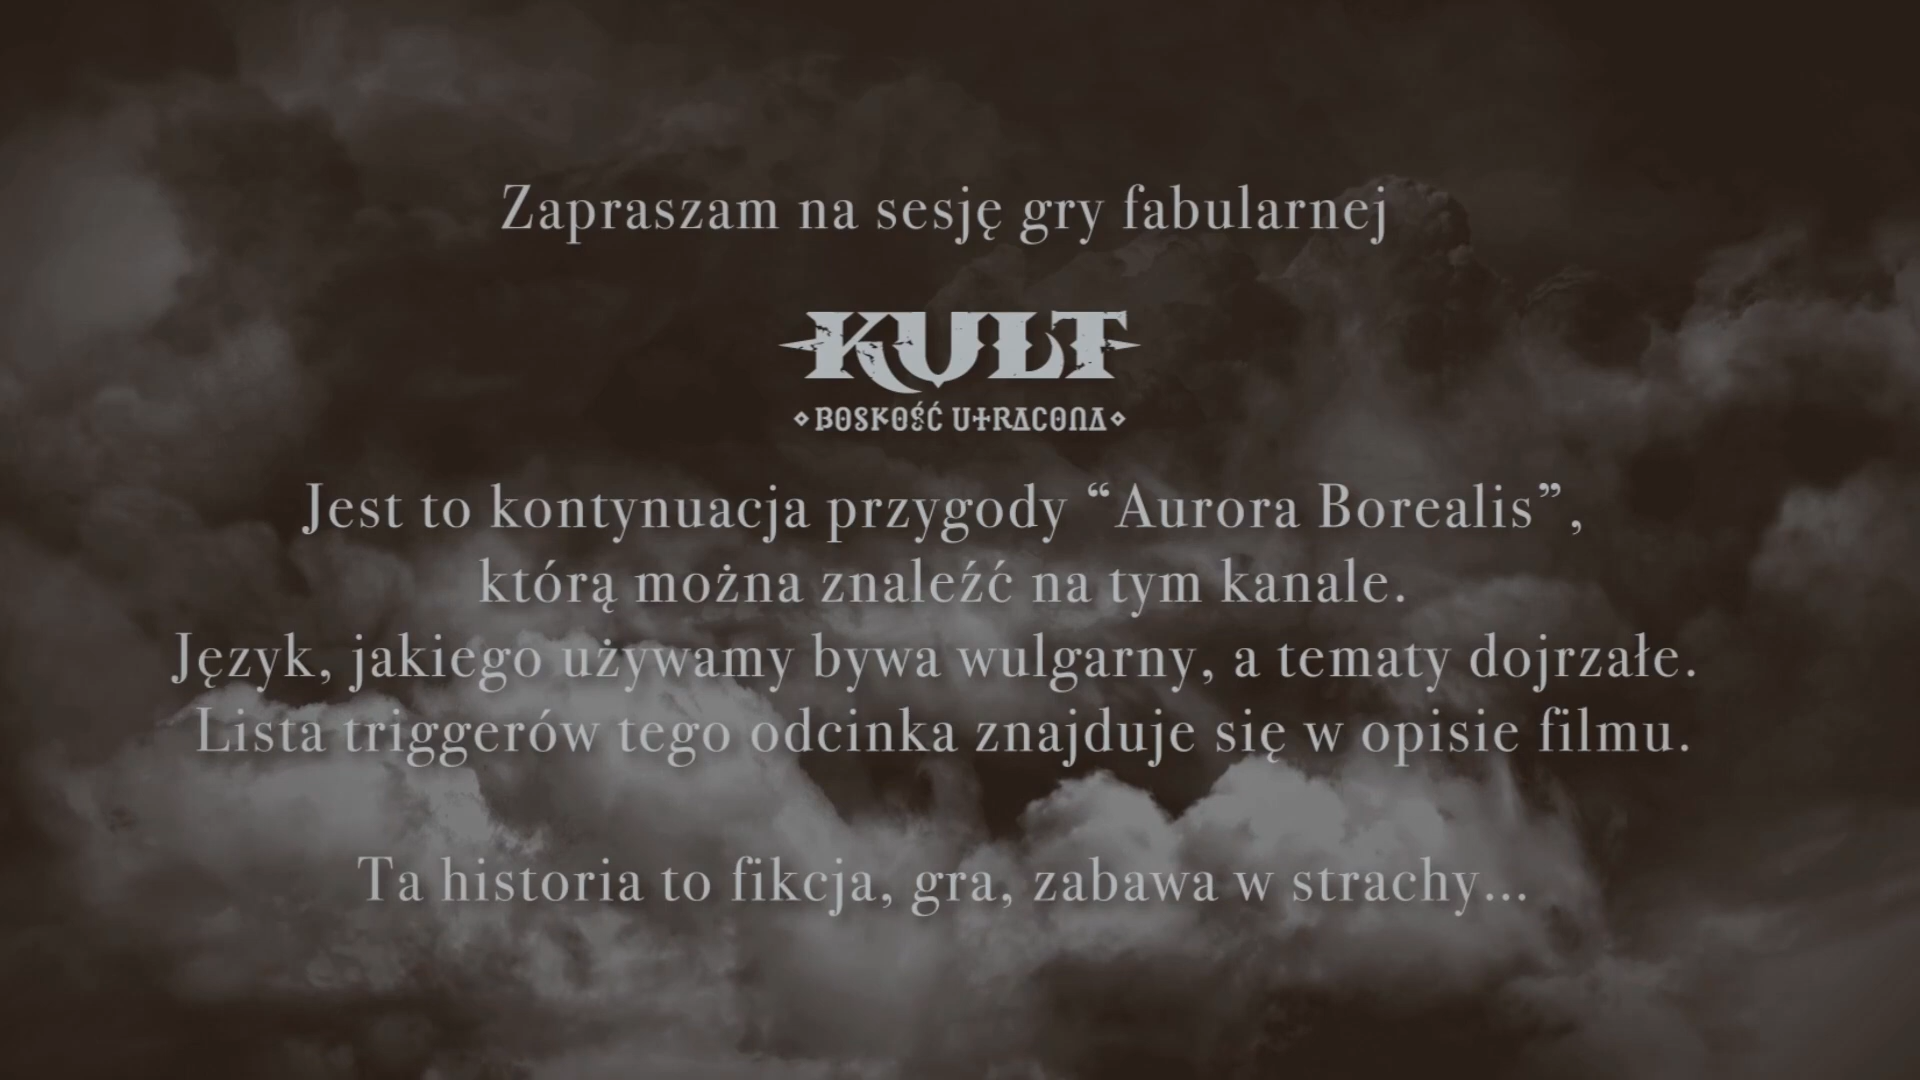 Zapraszam na sesję gry fabularnej
KULT
BOSKOŚĆ UTRACONA
Jest to kontynuacja przygody “Aurora Borealis”,
którą można znaleźć na tym kanale.
Język, jakiego używamy bywa wulgarny, a tematy dojrzałe.
Lista triggerów tego odcinka znajduje się w opisie filmu.
Ta historia to fikcja, gra, zabawa w strachy...